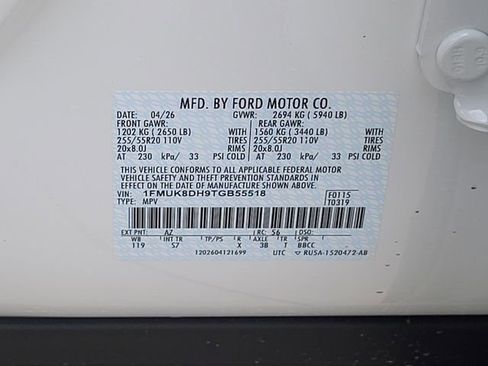 MFD. BY FORD MOTOR CO.
DATE: 04/26 GVWR: 2694 KG ( 5940 LB)
FRONT GAWR: REAR GAWR:
1202 KG ( 2650 LB) WITH 1560 KG ( 3440 LB) WITH
255/55R20 110V TIRES 255/55R20 110V TIRES
20x8.0J RIMS 20x8.0J RIMS
AT 230 kPa/ 33 PSI COLD AT 230 kPa/ 33 PSI COLD
THIS VEHICLE CONFORMS TO ALL APPLICABLE FEDERAL MOTOR
VEHICLE SAFETY AND THEFT PREVENTION STANDARDS IN
EFFECT ON THE DATE OF MANUFACTURE SHOWN ABOVE.
VIN: 1FMUK8DH9TGB55518 F0115
TYPE: MPV T0319
EXT PNT: AZ RC: 56 DSO:
WB INT TR TP/PS R AXLE TR SPR
119 S7 X 3B 1 BBCC
1202604121699 UTC RU5A-1520472-AB